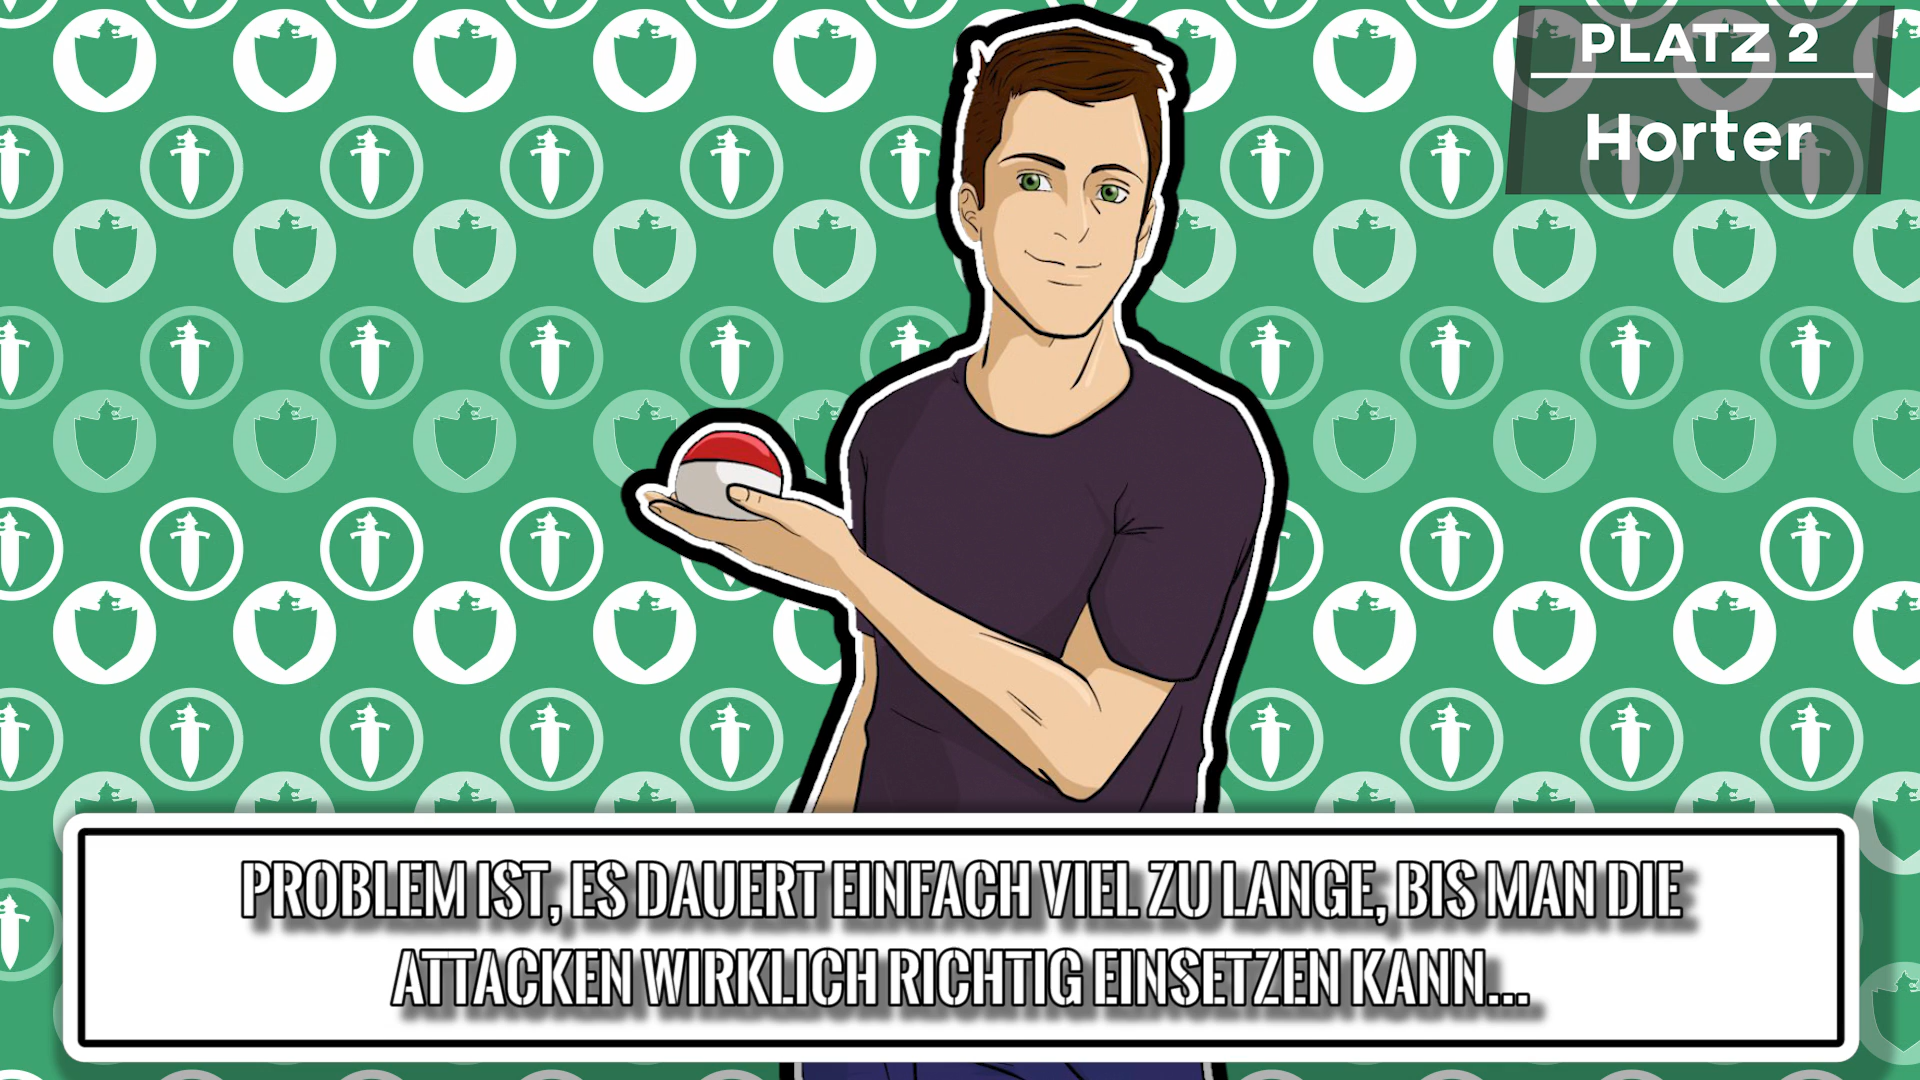 PLATZ 2
Horter
PROBLEM IST, ES DAUERT EINFACH VIEL ZU LANGE, BIS MAN DIE
ATTACKEN WIRKLICH RICHTIG EINSETZEN KANN...